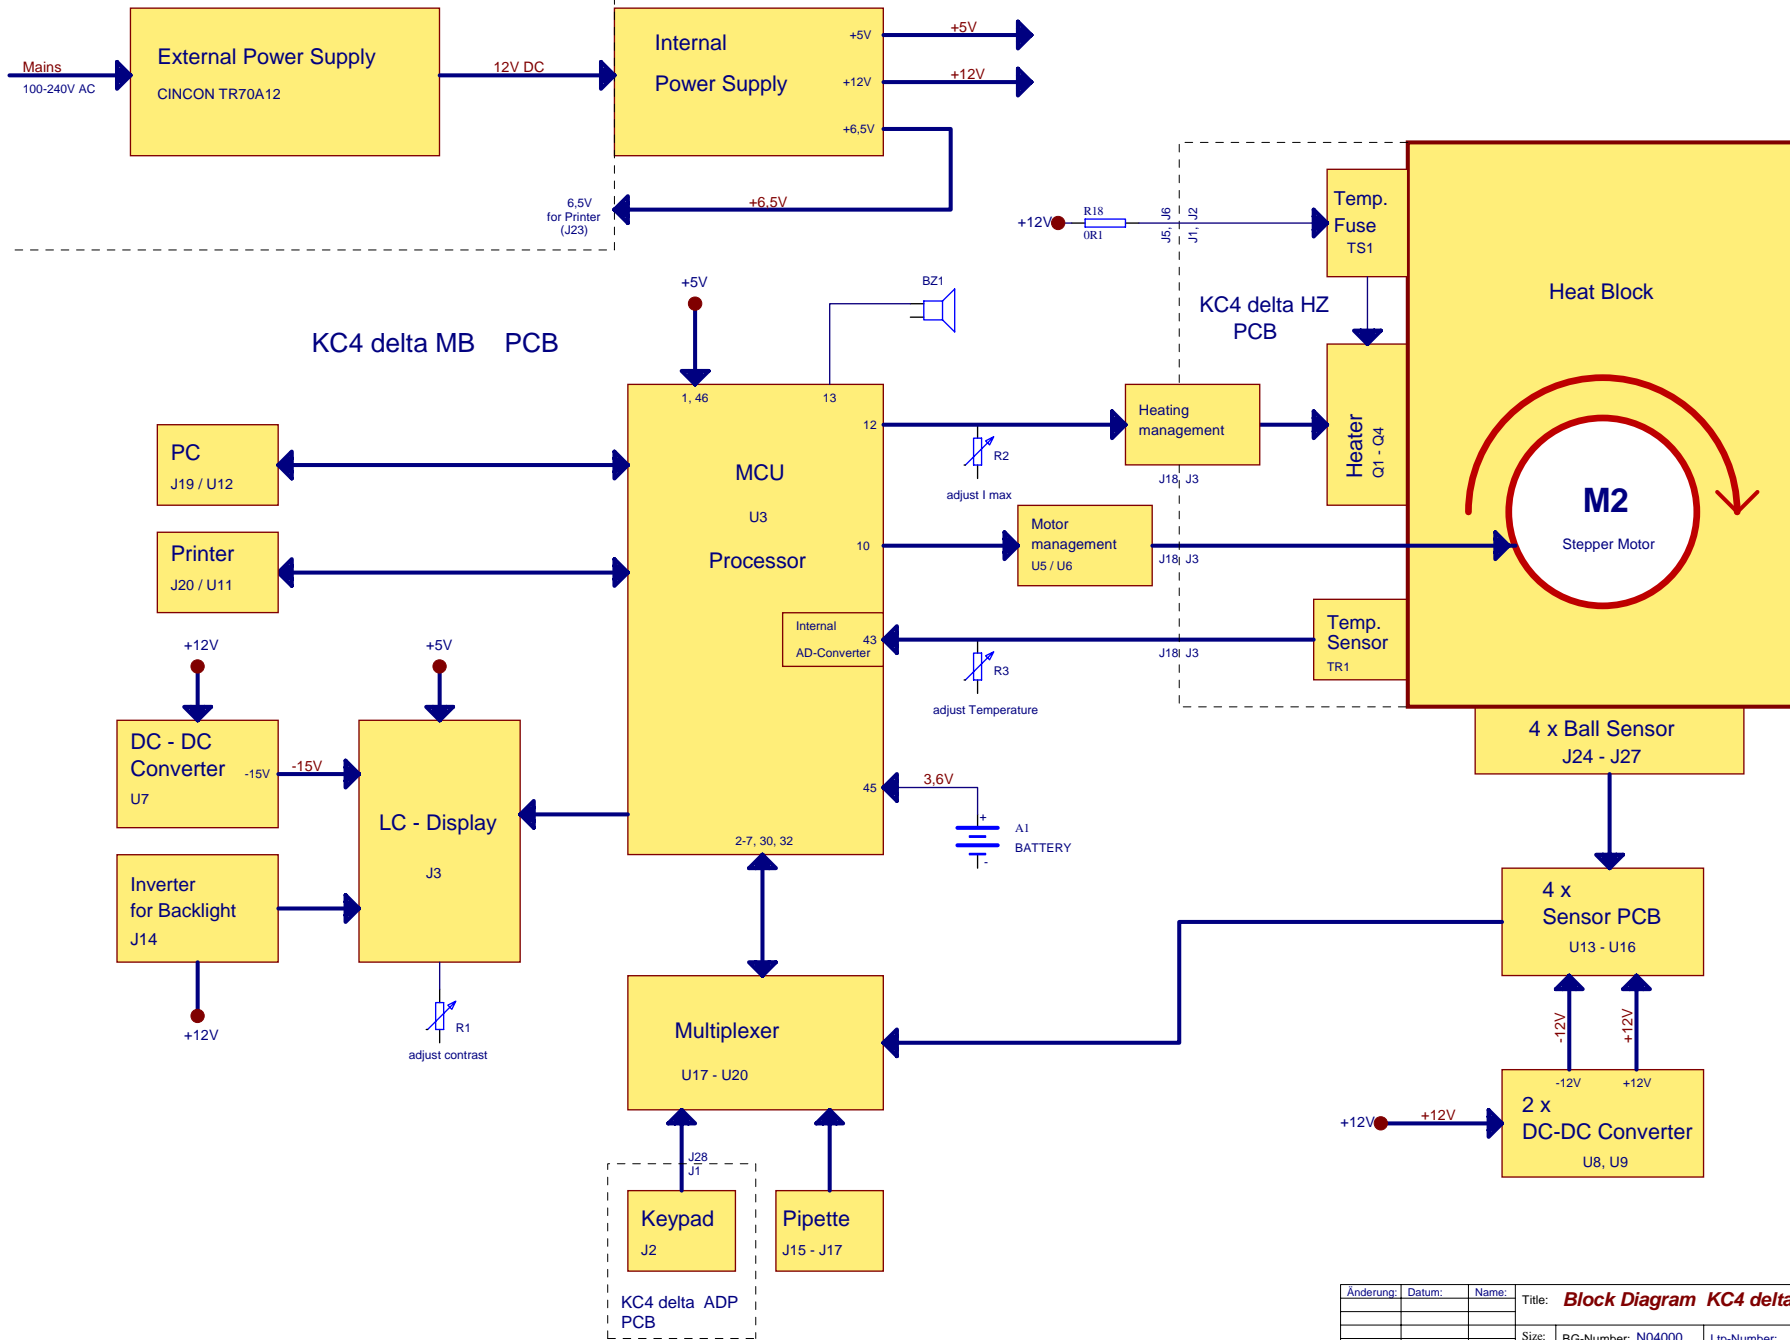 Mains
100-240V AC
External Power Supply
CINCON TR70A12
12V DC
Internal
Power Supply
+5V
+12V
+6,5V
+5V
+12V
+6,5V
6,5V
for Printer
(J23)
+12V
R18
0R1
J5, J6
J1, J2
Temp.
Fuse
TS1
Heat Block
KC4 delta HZ
PCB
KC4 delta MB PCB
+5V
BZ1
1, 46
13
12
MCU
U3
Processor
10
Internal
AD-Converter
43
45
2-7, 30, 32
PC
J19 / U12
Printer
J20 / U11
R2
adjust I max
Heating
management
J18
J3
Heater
Q1 - Q4
Motor
management
U5 / U6
J18
J3
M2
Stepper Motor
Temp.
Sensor
TR1
J18
J3
R3
adjust Temperature
4 x Ball Sensor
J24 - J27
+12V
+5V
DC - DC
Converter
U7
-15V
-15V
LC - Display
J3
Inverter
for Backlight
J14
+12V
R1
adjust contrast
3,6V
+
-
A1
BATTERY
4 x
Sensor PCB
U13 - U16
-12V
+12V
-12V
+12V
2 x
DC-DC Converter
U8, U9
+12V
+12V
Multiplexer
U17 - U20
J28
J1
Keypad
J2
Pipette
J15 - J17
KC4 delta ADP
PCB
Änderung:
Datum:
Name:
Title: Block Diagram KC4 delta
Size:
BG-Number: N04000
Ltp-Number: